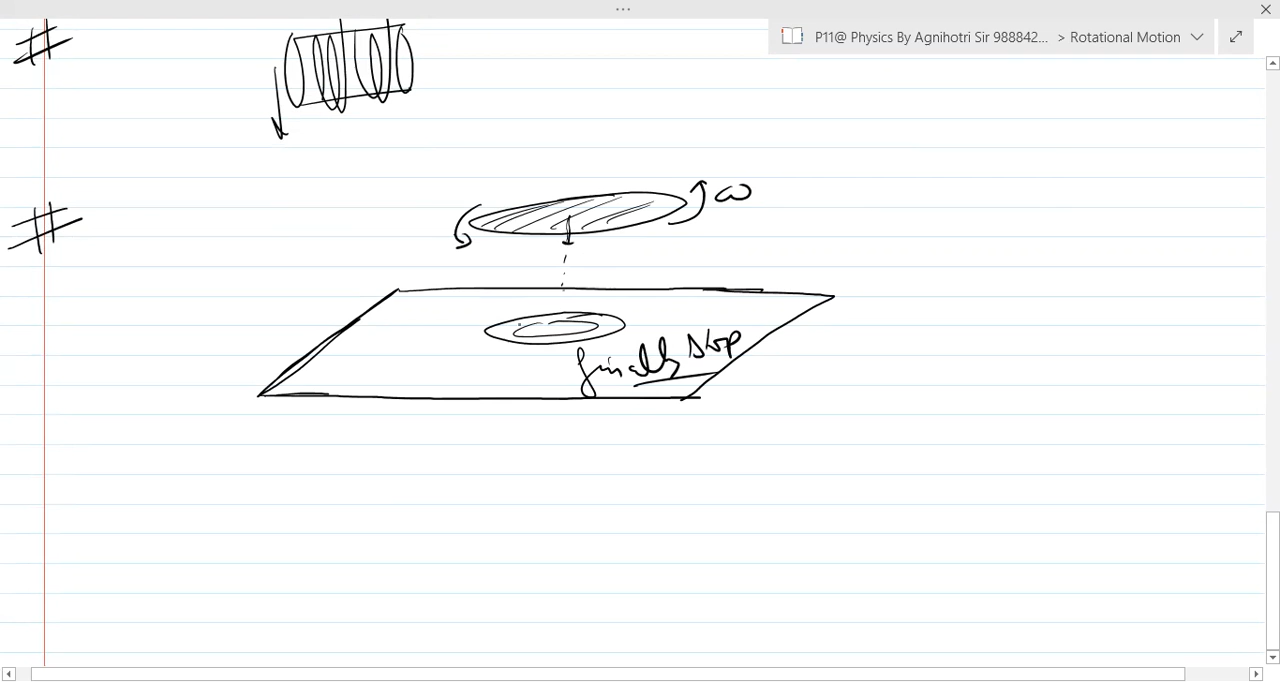 P11@ Physics By Agnihotri Sir 988842... > Rotational Motion
#
#
ω
finally stop